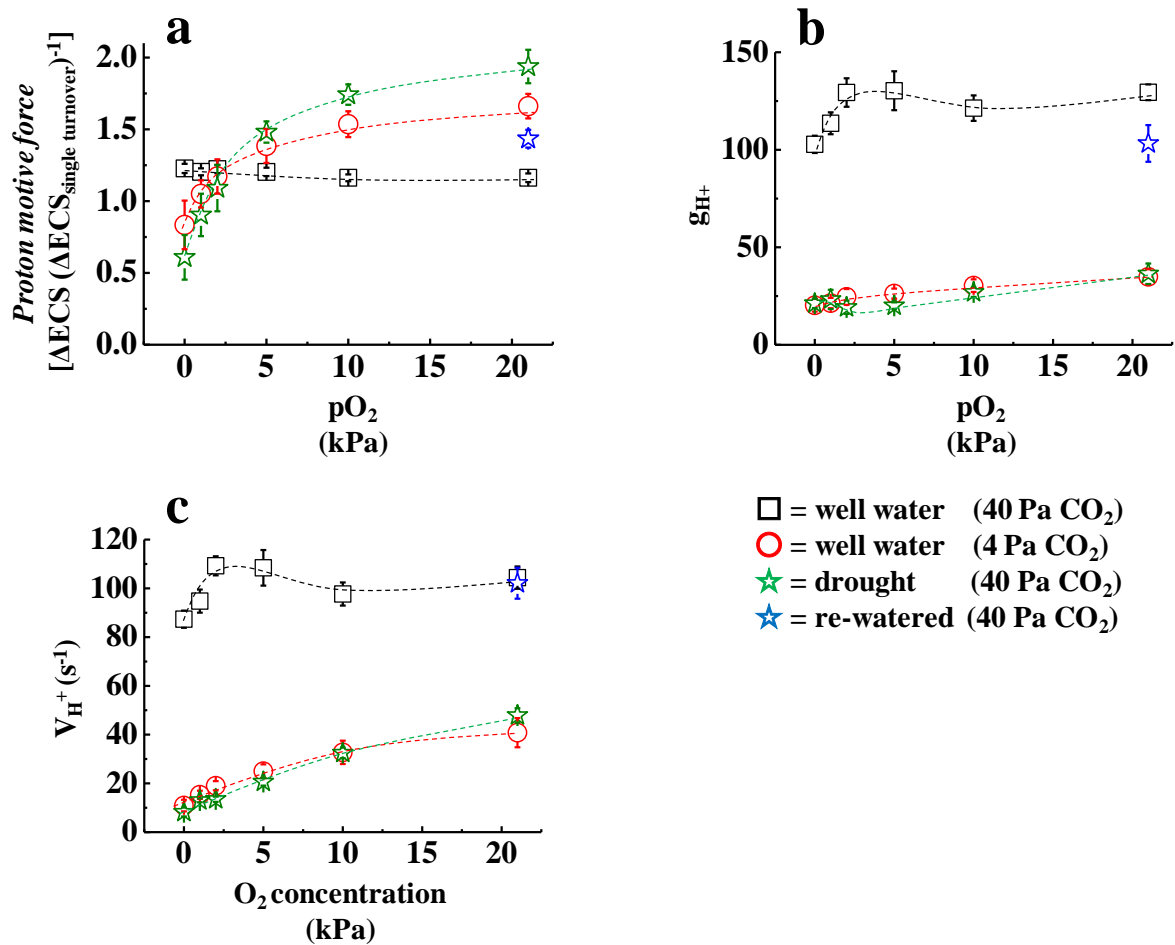 a
Proton motive force
[ΔECS (ΔECS single turnover)-1]
2.0
1.5
1.0
0.5
0.0
0 5 10 15 20
pO2
(kPa)
b
gH+
150
100
50
0
0 5 10 15 20
pO2
(kPa)
c
VH+ (s-1)
120
100
80
60
40
20
0
0 5 10 15 20
O2 concentration
(kPa)
= well water (40 Pa CO2)
= well water (4 Pa CO2)
= drought (40 Pa CO2)
= re-watered (40 Pa CO2)